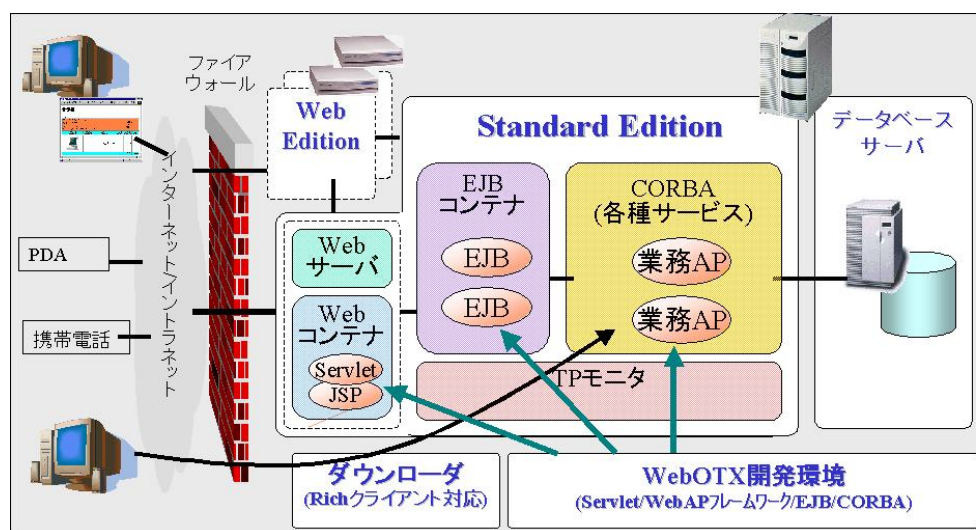 ファイア
ウォール
Web
Edition
Standard Edition
データベース
サーバ
インターネット/イントラネット
PDA
携帯電話
Web
サーバ
Web
コンテナ
Servlet
JSP
EJB
コンテナ
EJB
EJB
CORBA
(各種サービス)
業務AP
業務AP
TPモニタ
ダウンローダ
(Richクライアント対応)
WebOTX開発環境
(Servlet/WebAPフレームワーク/EJB/CORBA)